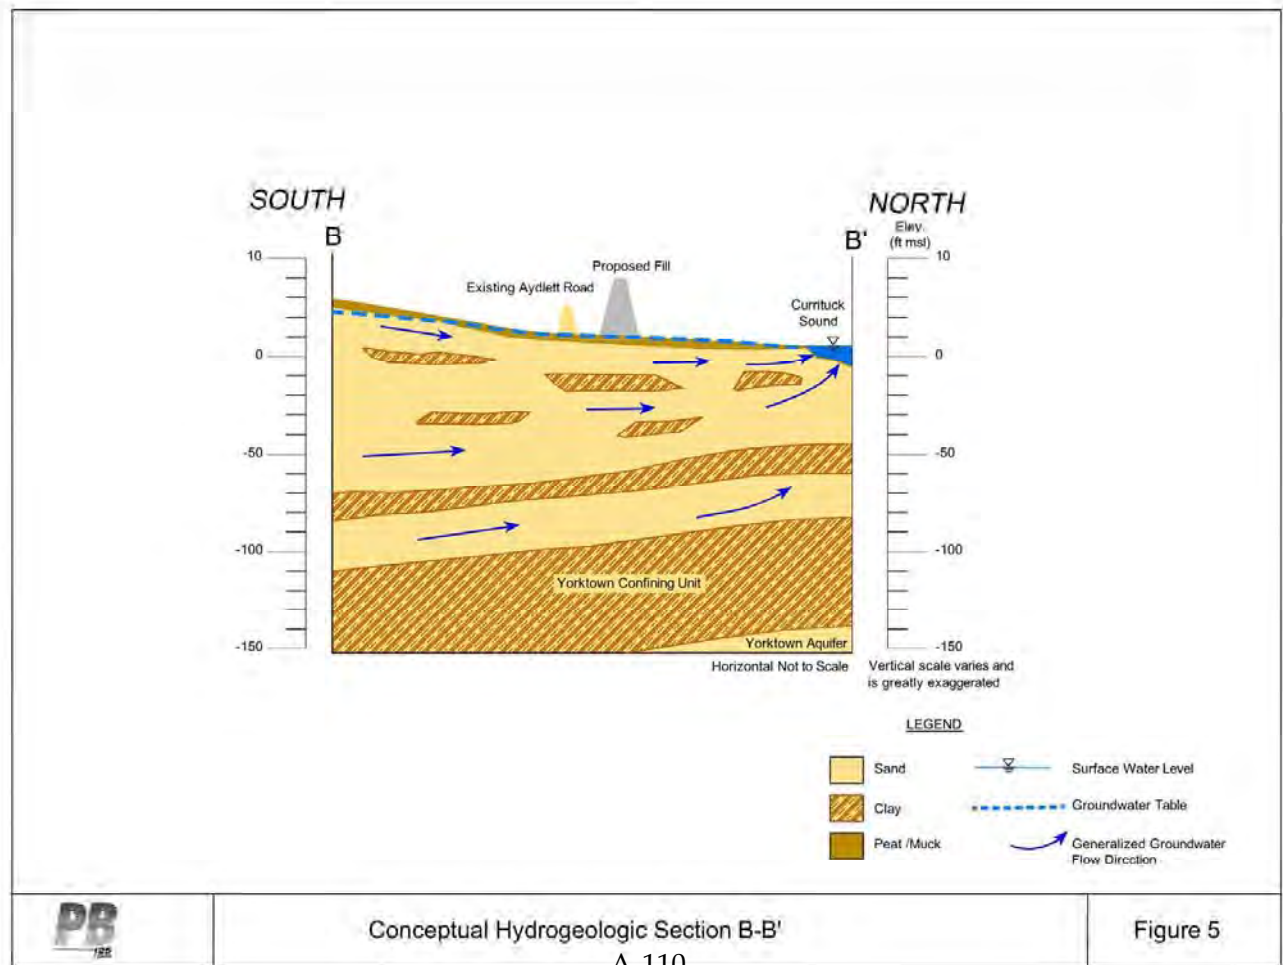 SOUTH
NORTH
B
B'
Elev.
(ft msl)
10
10
Proposed Fill
Existing Aydlett Road
Currituck
Sound
0
0
-50
-50
-100
-100
Yorktown Confining Unit
Yorktown Aquifer
-150
-150
Horizontal Not to Scale
Vertical scale varies and
is greatly exaggerated
LEGEND
Sand
Surface Water Level
Clay
Groundwater Table
Peat /Muck
Generalized Groundwater
Flow Direction
PB
Conceptual Hydrogeologic Section B-B'
Figure 5
A-110